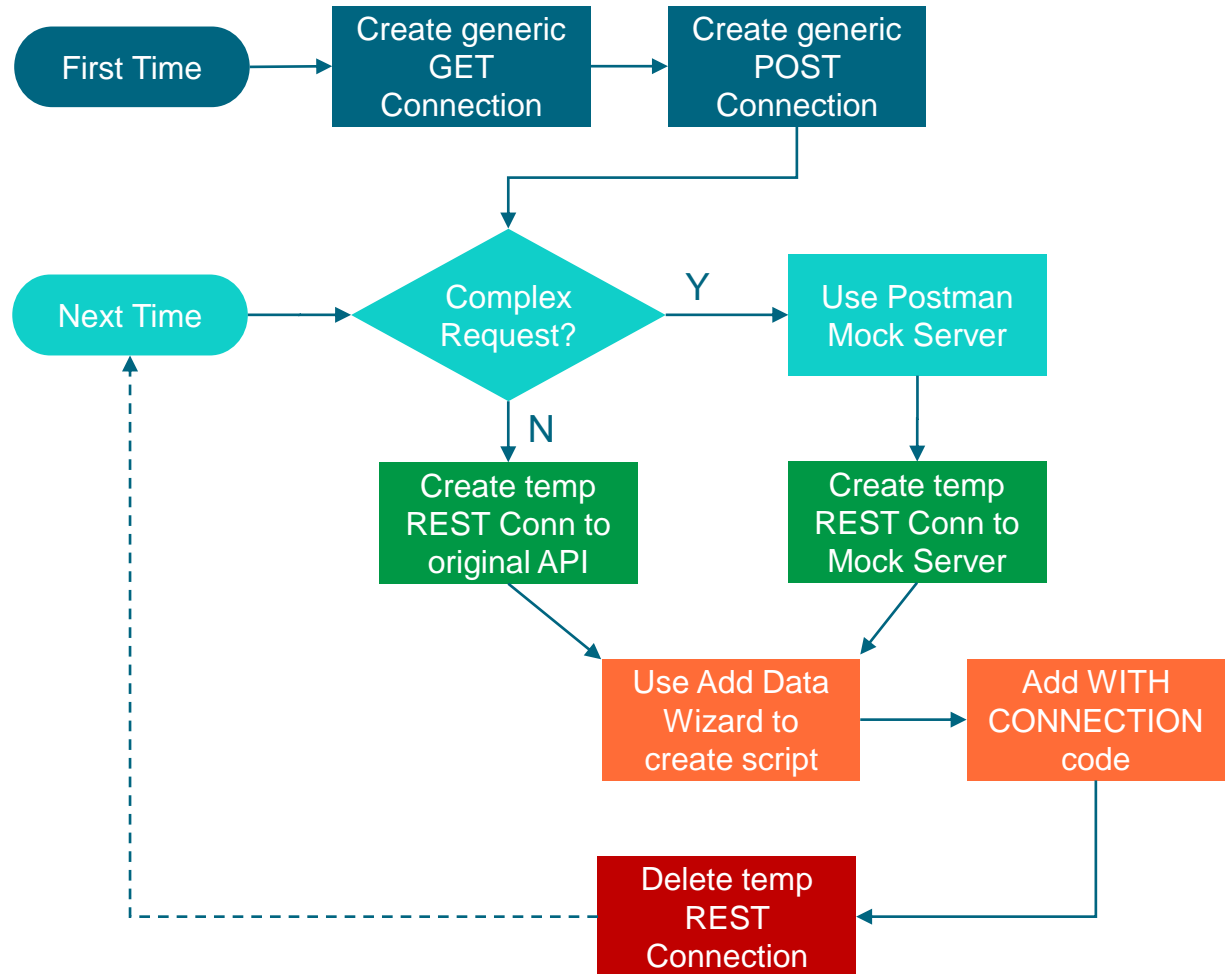 First Time
Create generic
GET
Connection
Create generic
POST
Connection
Next Time
Complex
Request?
Y
Use Postman
Mock Server
N
Create temp
REST Conn to
original API
Create temp
REST Conn to
Mock Server
Use Add Data
Wizard to
create script
Add WITH
CONNECTION
code
Delete temp
REST
Connection